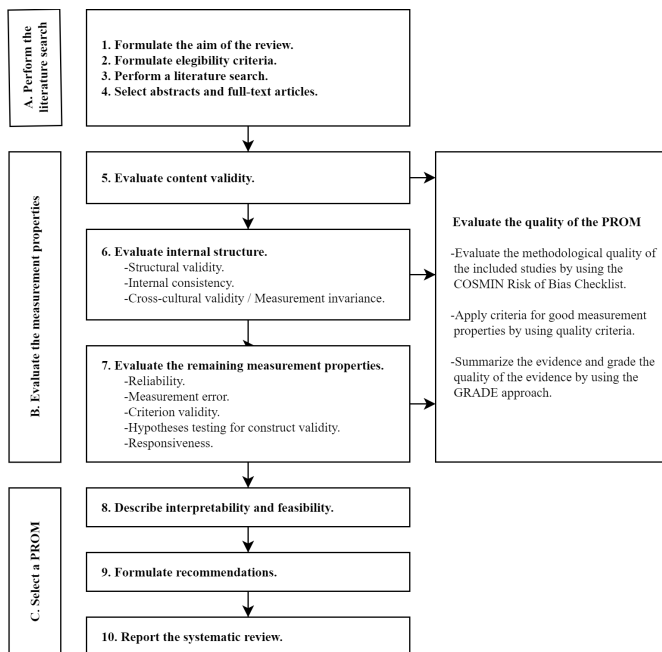 A. Perform the
literature search
1. Formulate the aim of the review.
2. Formulate elegibility criteria.
3. Perform a literature search.
4. Select abstracts and full-text articles.
B. Evaluate the measurement properties
5. Evaluate content validity.
6. Evaluate internal structure.
-Structural validity.
-Internal consistency.
-Cross-cultural validity / Measurement invariance.
7. Evaluate the remaining measurement properties.
-Reliability.
-Measurement error.
-Criterion validity.
-Hypotheses testing for construct validity.
-Responsiveness.
Evaluate the quality of the PROM
-Evaluate the methodological quality of
the included studies by using the
COSMIN Risk of Bias Checklist.
-Apply criteria for good measurement
properties by using quality criteria.
-Summarize the evidence and grade the
quality of the evidence by using the
GRADE approach.
C. Select a PROM
8. Describe interpretability and feasibility.
9. Formulate recommendations.
10. Report the systematic review.